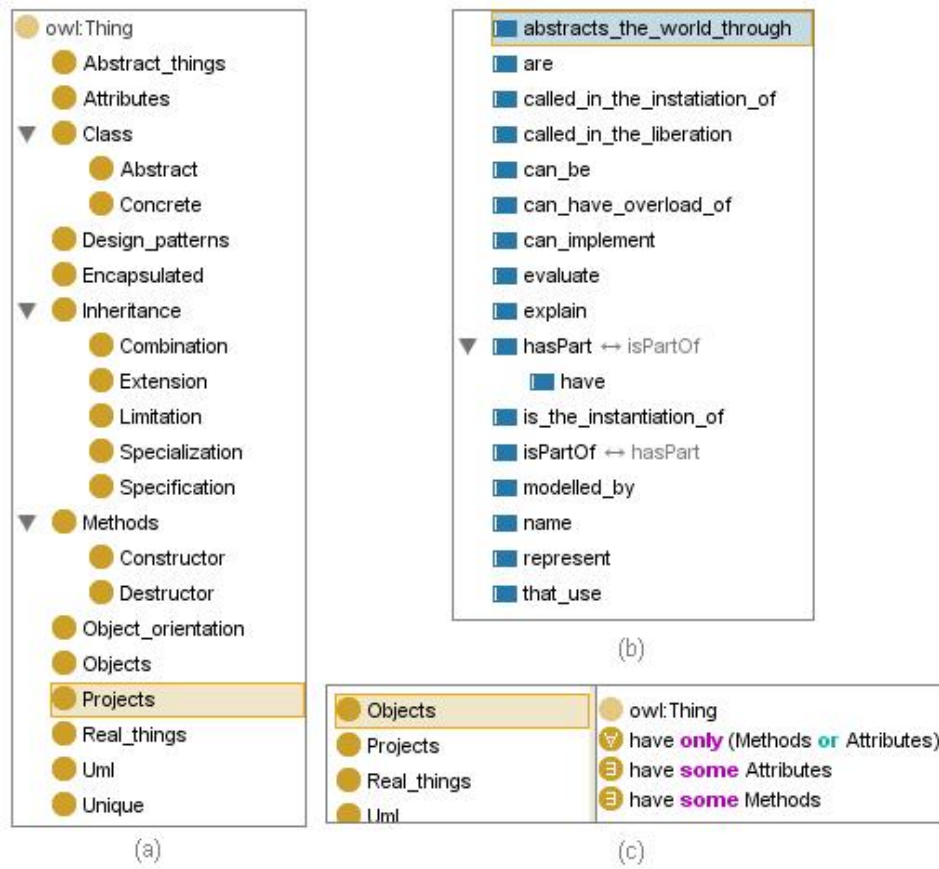 owl:Thing
Abstract_things
Attributes
Class
Abstract
Concrete
Design_patterns
Encapsulated
Inheritance
Combination
Extension
Limitation
Specialization
Specification
Methods
Constructor
Destructor
Object_orientation
Objects
Projects
Real_things
Uml
Unique
(a)
abstracts_the_world_through
are
called_in_the_instatiation_of
called_in_the_liberation
can_be
can_have_overload_of
can_implement
evaluate
explain
hasPart ↔ isPartOf
have
is_the_instantiation_of
isPartOf ↔ hasPart
modelled_by
name
represent
that_use
(b)
Objects
Projects
Real_things
Uml
owl:Thing
∀ have only (Methods or Attributes)
∃ have some Attributes
∃ have some Methods
(c)